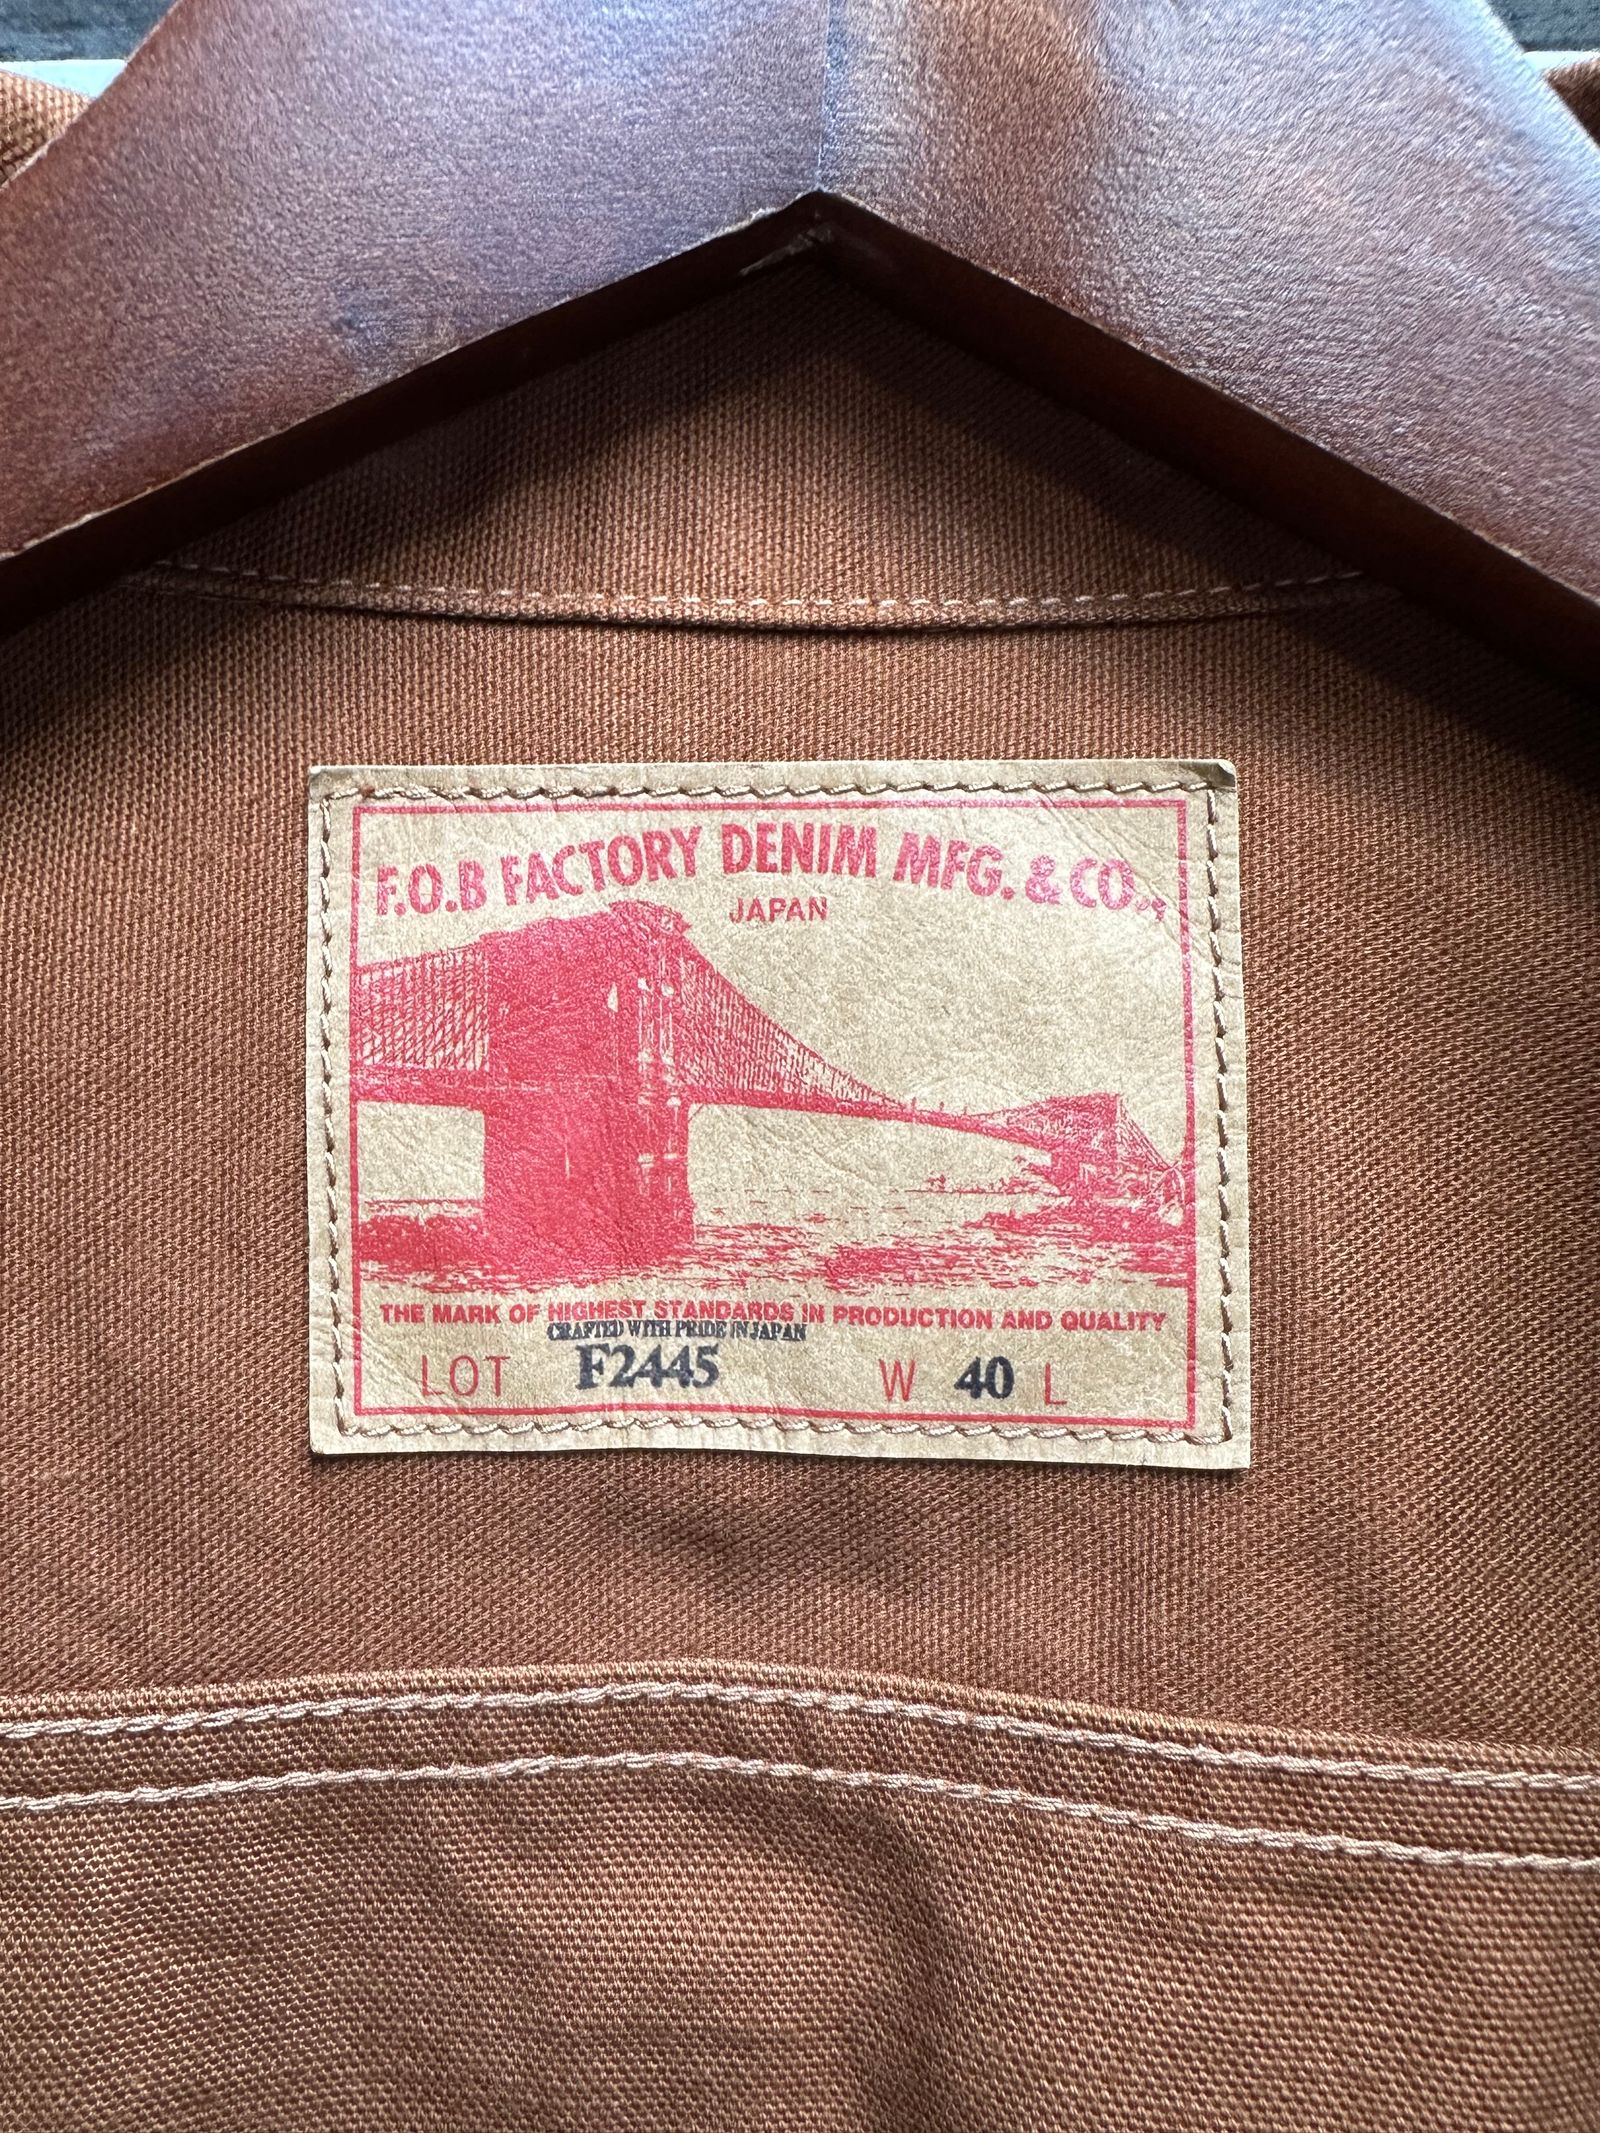 F.O.B FACTORY DENIM MFG. & CO.,
JAPAN
THE MARK OF HIGHEST STANDARDS IN PRODUCTION AND QUALITY
CRAFTED WITH PRIDE IN JAPAN
LOT F2445 W 40 L